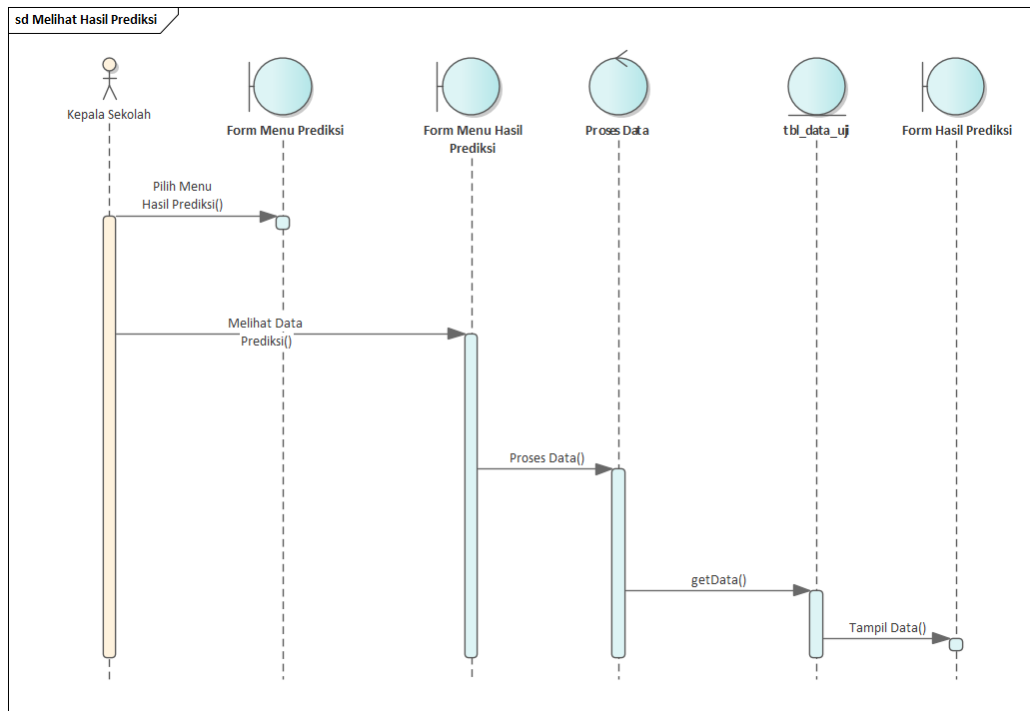 sd Melihat Hasil Prediksi
Kepala Sekolah
Form Menu Prediksi
Form Menu Hasil
Prediksi
Proses Data
tbl_data_uji
Form Hasil Prediksi
Pilih Menu
Hasil Prediksi()
Melihat Data
Prediksi()
Proses Data()
getData()
Tampil Data()